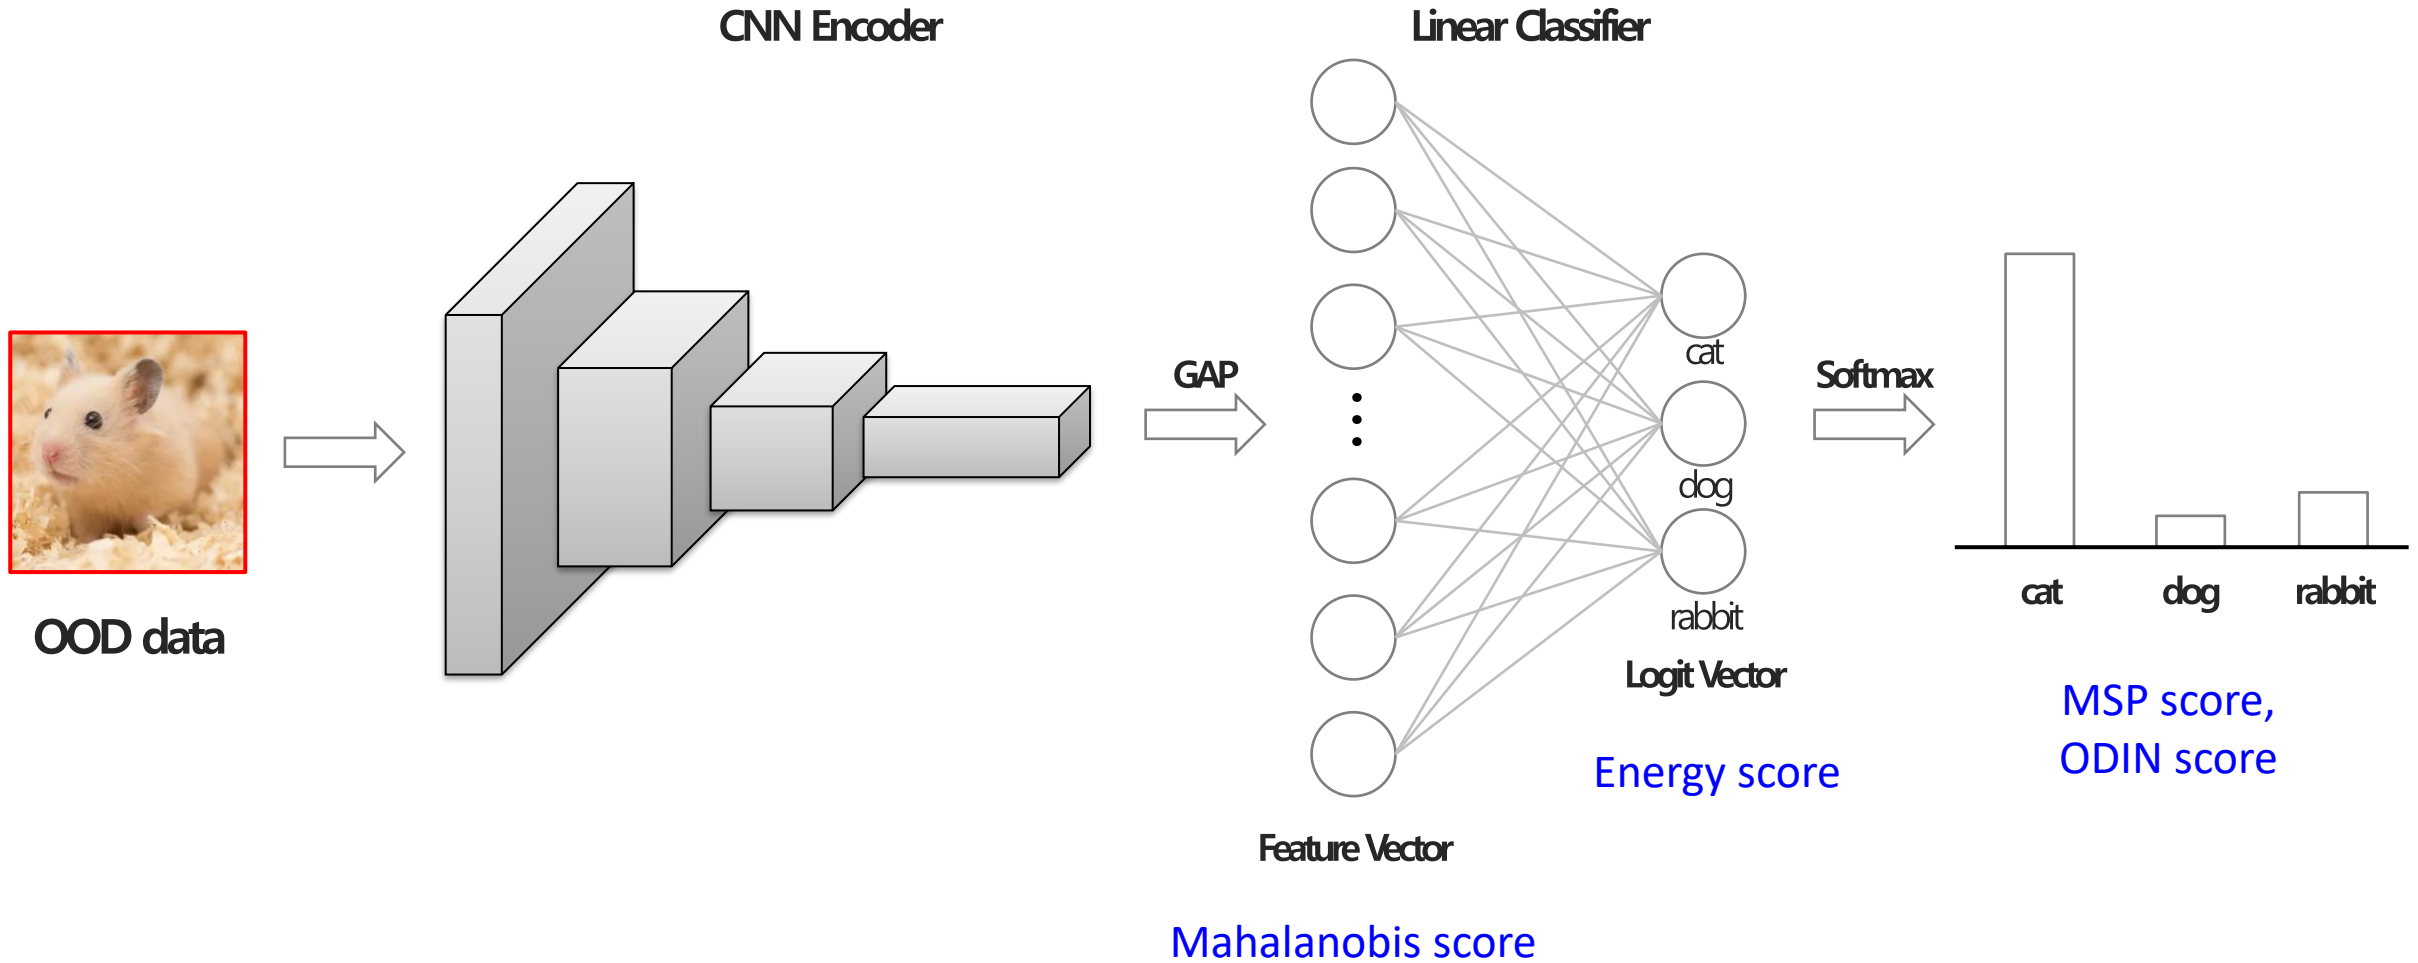 CNN Encoder
Linear Classifier
GAP
Softmax
cat
dog
rabbit
cat
dog
rabbit
OOD data
Logit Vector
MSP score,
ODIN score
Energy score
Feature Vector
Mahalanobis score